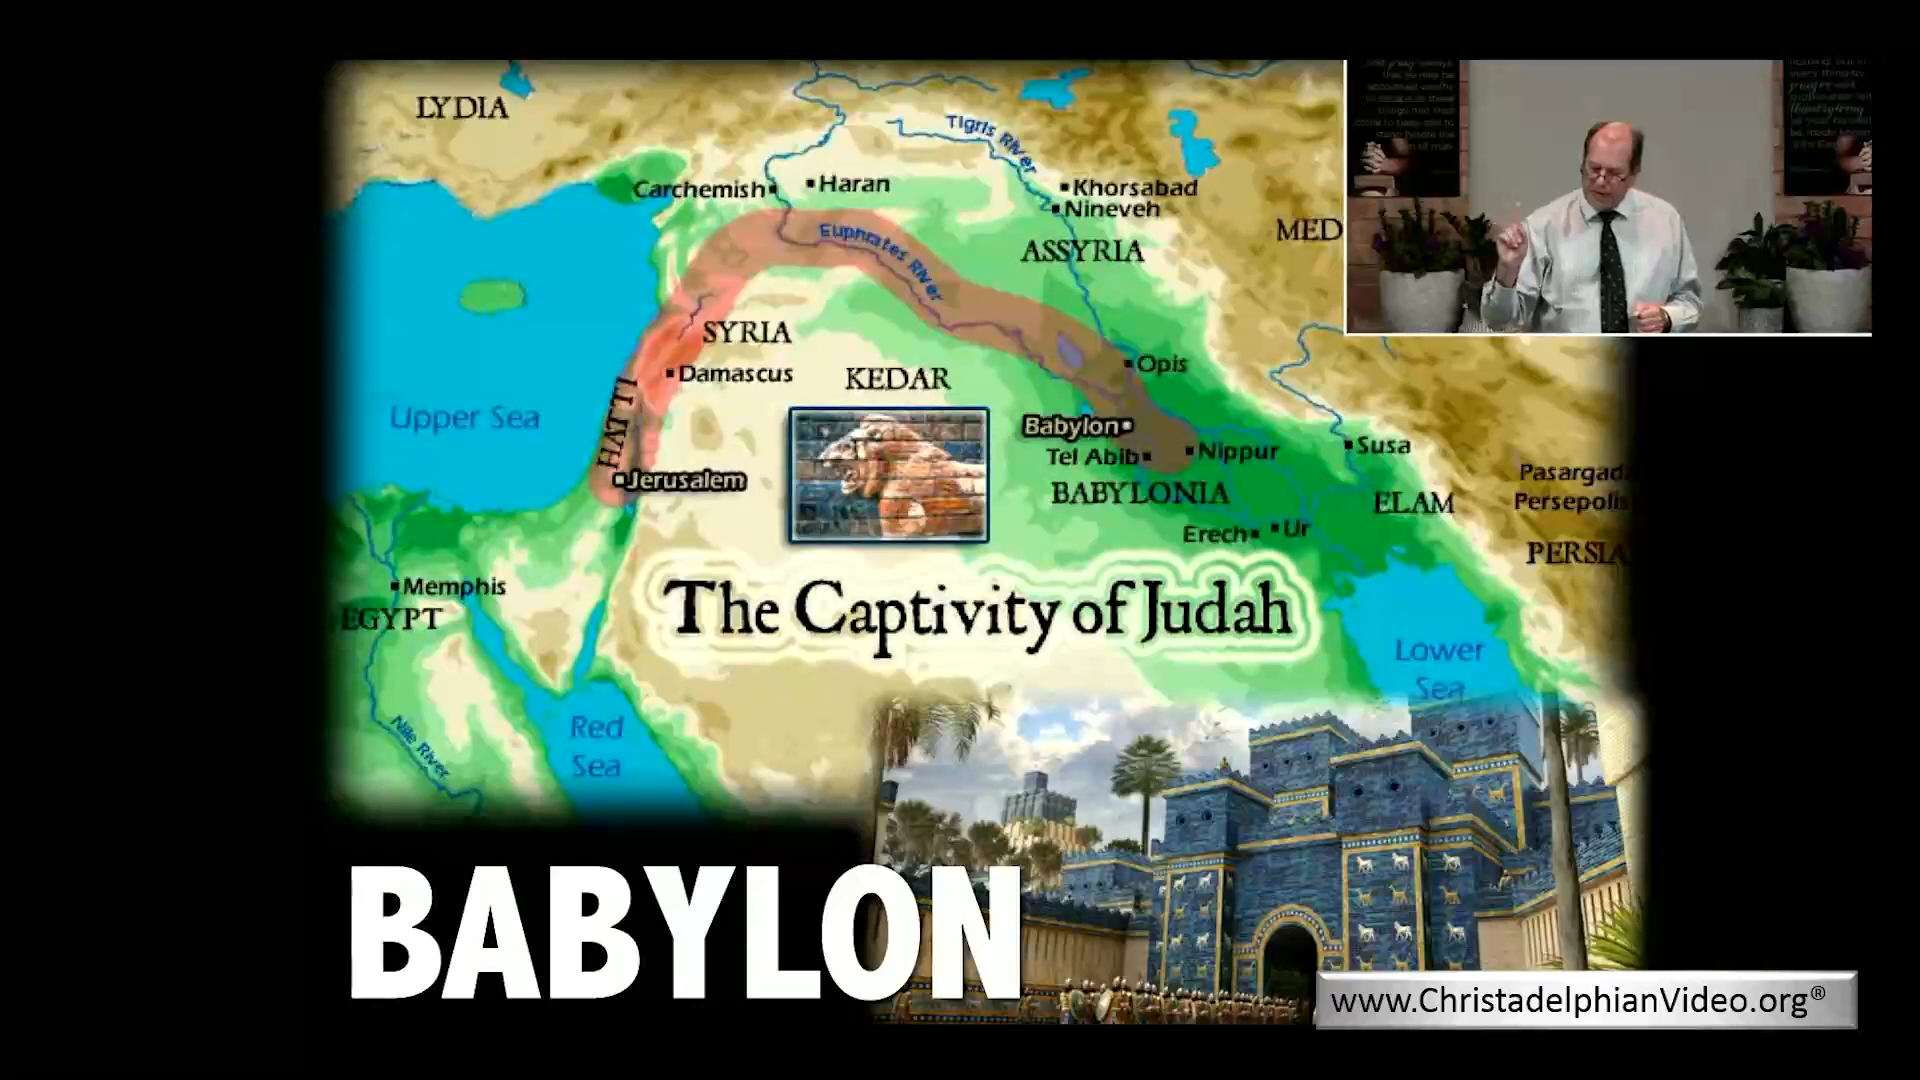 LYDIA
Tigris River
Carchemish
Haran
Khorsabad
Nineveh
MED
ASSYRIA
Euphrates River
SYRIA
Damascus
KEDAR
Opis
Upper Sea
HATTI
Babylon
Tel Abib
Nippur
Susa
Jerusalem
BABYLONIA
ELAM
Pasargad
Persepolis
Erech
Ur
PERSIA
Memphis
EGYPT
The Captivity of Judah
Lower
Sea
Nile River
Red
Sea
BABYLON
www.ChristadelphianVideo.org®